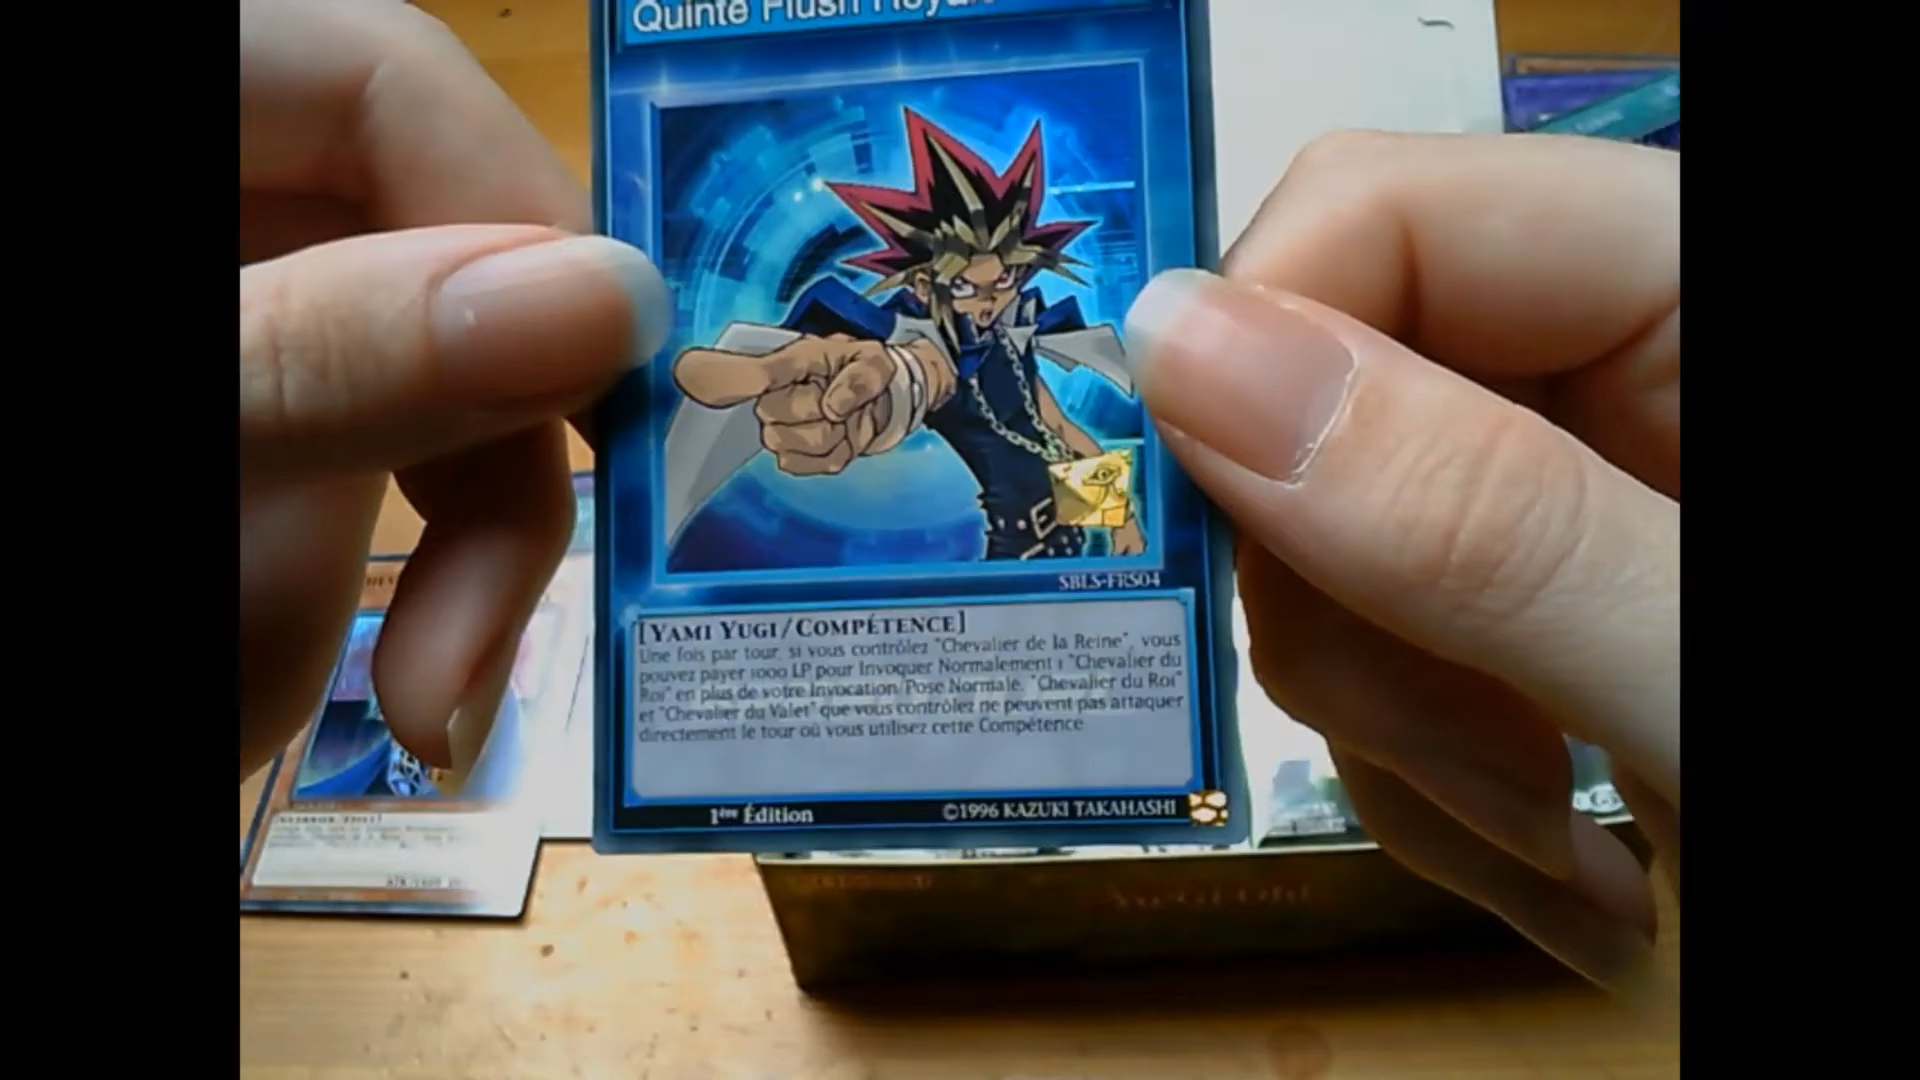 Quinte Flush Royal
SBLS-FRS04
[YAMI YUGI/COMPÉTENCE]
Une fois par tour, si vous contrôlez "Chevalier de la Reine", vous
pouvez payer 1000 LP pour Invoquer Normalement 1 "Chevalier du
Roi" en plus de votre Invocation/Pose Normale. "Chevalier du Roi"
et "Chevalier du Valet" que vous contrôlez ne peuvent pas attaquer
directement le tour où vous utilisez cette Compétence
1ère Édition
©1996 KAZUKI TAKAHASHI